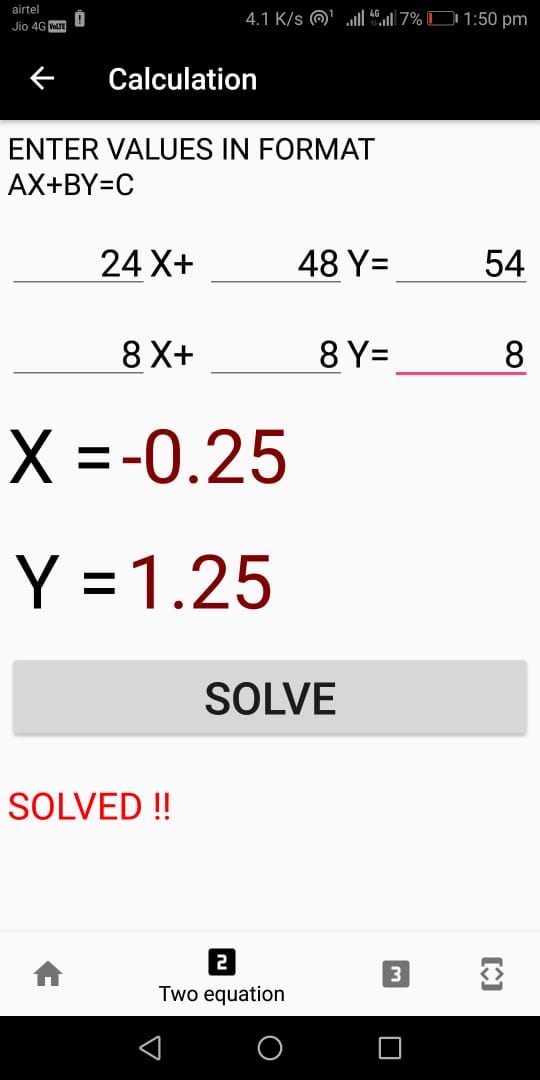 airtel
Jio 4G VoLTE
4.1 K/s 1 4G 7% 1:50 pm
Calculation
ENTER VALUES IN FORMAT
AX+BY=C
24 X+ 48 Y= 54
8 X+ 8 Y= 8
X =-0.25
Y =1.25
SOLVE
SOLVED !!
2 3
Two equation